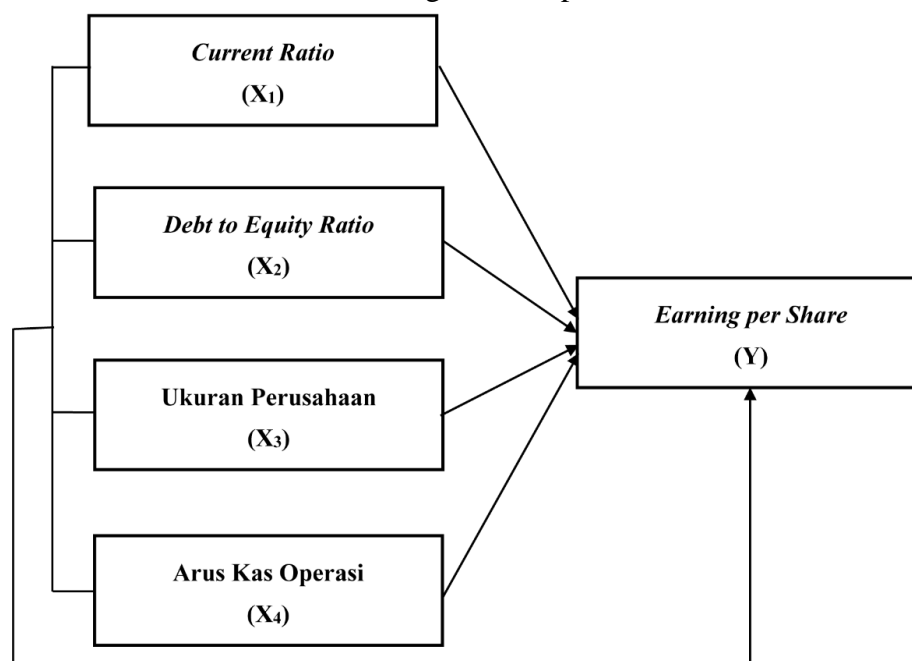 Current Ratio
(X₁)
Debt to Equity Ratio
(X₂)
Earning per Share
(Y)
Ukuran Perusahaan
(X₃)
Arus Kas Operasi
(X₄)